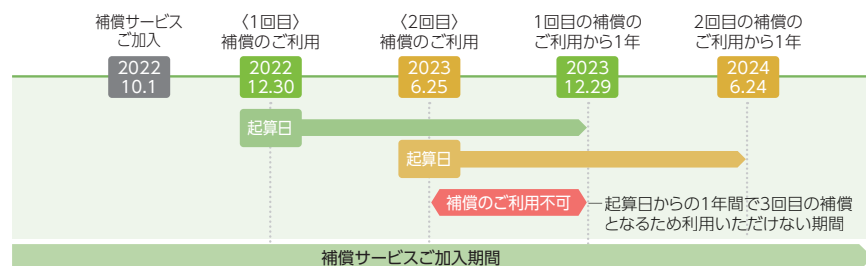 補償サービス
ご加入
〈1回目〉
補償のご利用
〈2回目〉
補償のご利用
1回目の補償の
ご利用から1年
2回目の補償の
ご利用から1年
2022
10.1
2022
12.30
2023
6.25
2023
12.29
2024
6.24
起算日
起算日
補償のご利用不可
起算日からの1年間で3回目の補償
となるため利用いただけない期間
補償サービスご加入期間